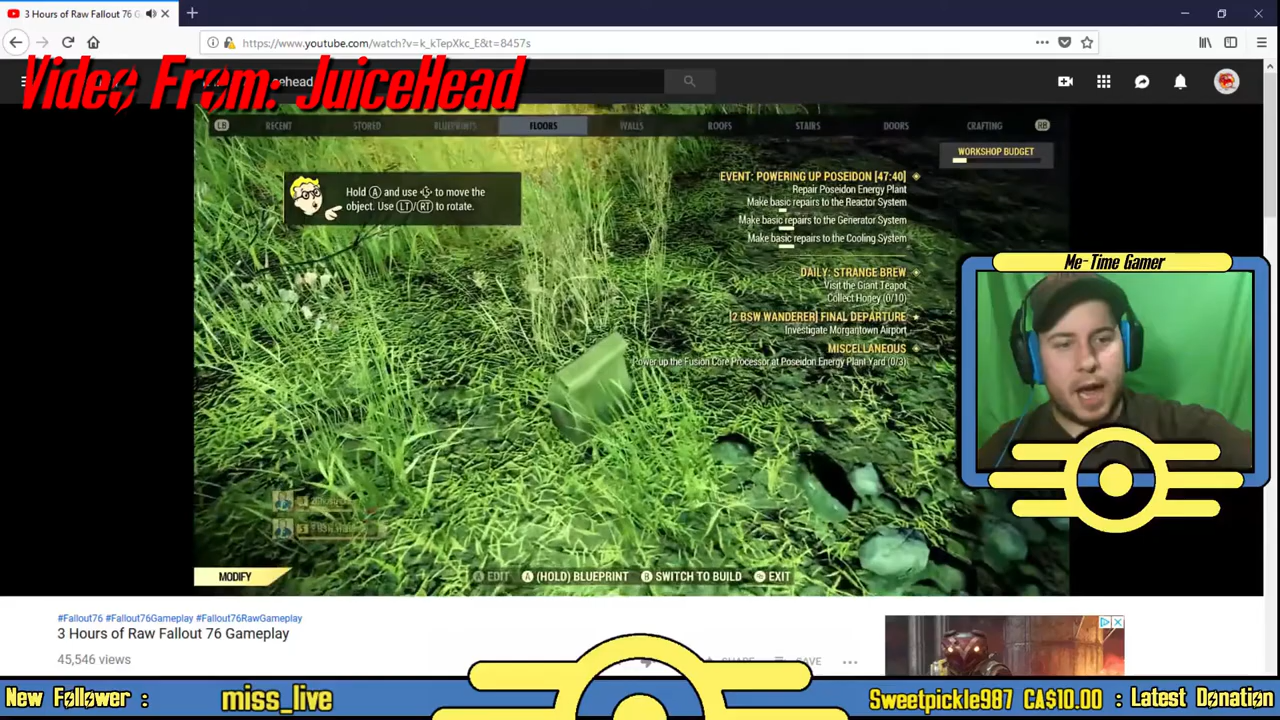 3 Hours of Raw Fallout 76 G
https://www.youtube.com/watch?v=k_kTepXkc_E&t=8457s
Video From: JuiceHead
cehead
LB RECENT STORED BLUEPRINTS FLOORS WALLS ROOFS STAIRS DOORS CRAFTING RB
WORKSHOP BUDGET
Hold A and use to move the
object. Use LT/RT to rotate.
EVENT: POWERING UP POSEIDON [47:40]
Repair Poseidon Energy Plant
Make basic repairs to the Reactor System
Make basic repairs to the Generator System
Make basic repairs to the Cooling System
DAILY: STRANGE BREW
Visit the Giant Teapot
Collect Honey (0/10)
[2 BSW WANDERER] FINAL DEPARTURE
Investigate Morgantown Airport
MISCELLANEOUS
Power up the Fusion Core Processor at Poseidon Energy Plant Yard (0/3)
Me-Time Gamer
MODIFY
A EDIT A (HOLD) BLUEPRINT B SWITCH TO BUILD EXIT
#Fallout76 #Fallout76Gameplay #Fallout76RawGameplay
3 Hours of Raw Fallout 76 Gameplay
45,546 views
SHARE SAVE
New Follower : miss_live
Sweetpickle987 CA$10.00 : Latest Donation